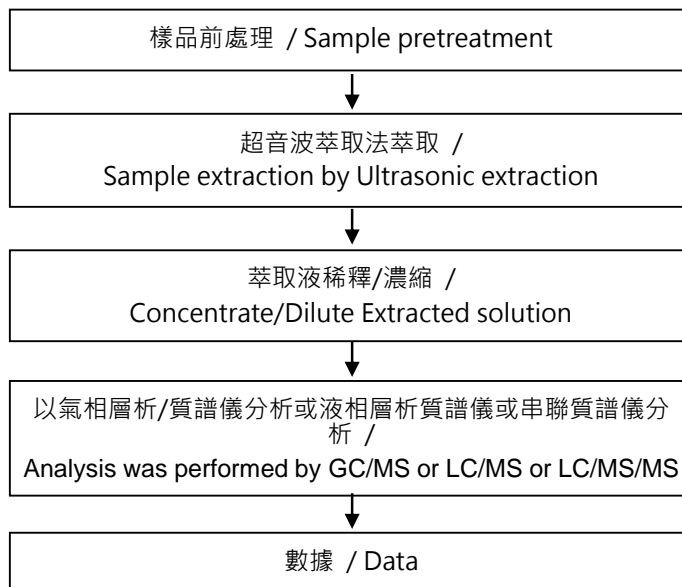 樣品前處理 / Sample pretreatment
超音波萃取法萃取 /
Sample extraction by Ultrasonic extraction
萃取液稀釋/濃縮 /
Concentrate/Dilute Extracted solution
以氣相層析/質譜儀分析或液相層析質譜儀或串聯質譜儀分
析 /
Analysis was performed by GC/MS or LC/MS or LC/MS/MS
數據 / Data